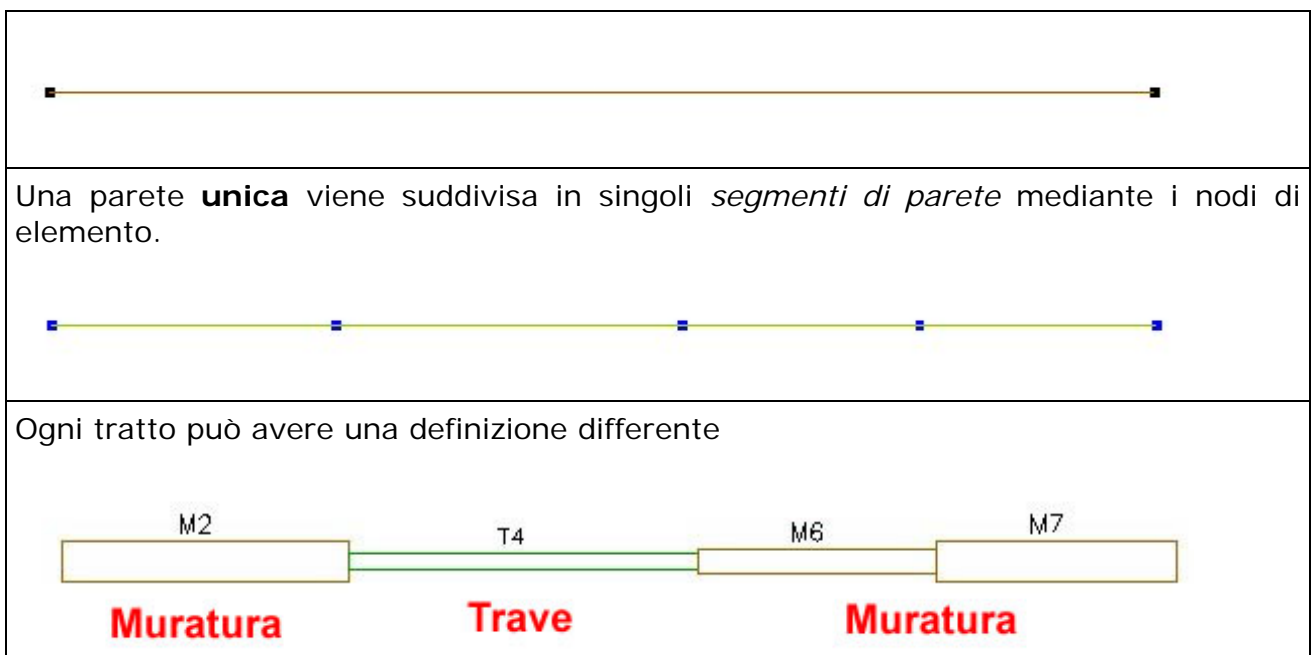 Una parete unica viene suddivisa in singoli segmenti di parete mediante i nodi di
elemento.
Ogni tratto può avere una definizione differente
M2 T4 M6 M7
Muratura Trave Muratura